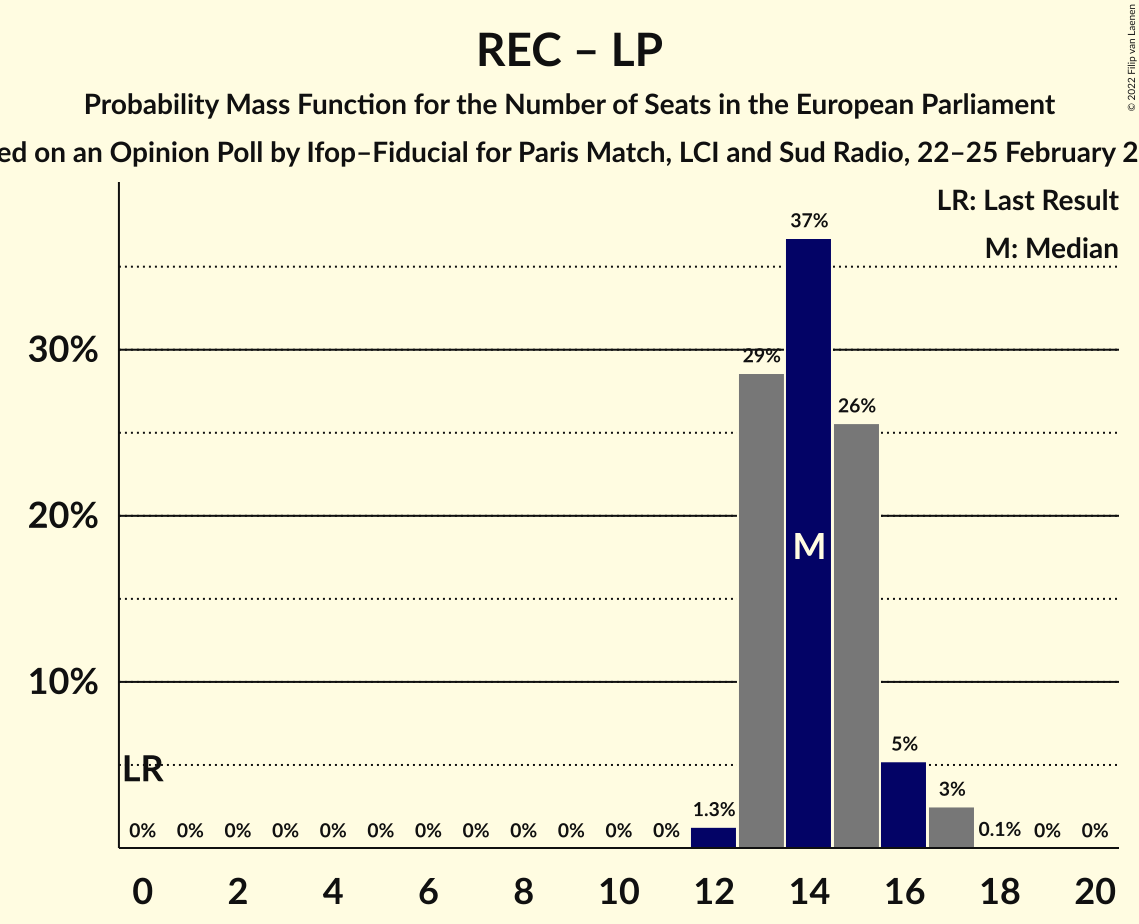 REC – LP
Probability Mass Function for the Number of Seats in the European Parliament
ed on an Opinion Poll by Ifop–Fiducial for Paris Match, LCI and Sud Radio, 22–25 February 2
© 2022 Filip van Laenen
LR: Last Result
M: Median
37%
30%
29%
26%
20%
M
10%
LR
5%
3%
0% 0% 0% 0% 0% 0% 0% 0% 0% 0% 0% 0% 1.3% 0.1% 0% 0%
0 2 4 6 8 10 12 14 16 18 20